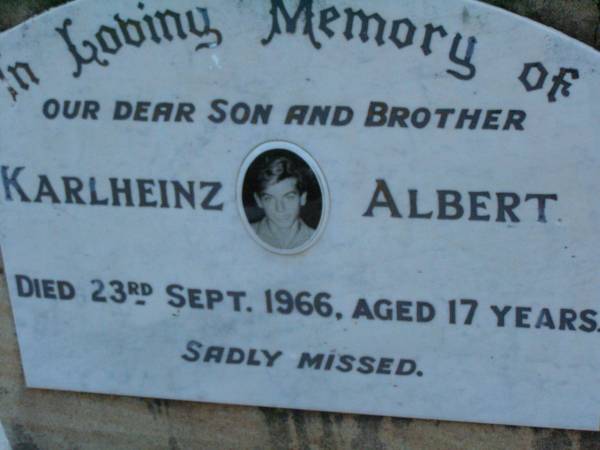 In Loving Memory of
OUR DEAR SON AND BROTHER
KARLHEINZ ALBERT.
DIED 23RD SEPT. 1966, AGED 17 YEARS.
SADLY MISSED.